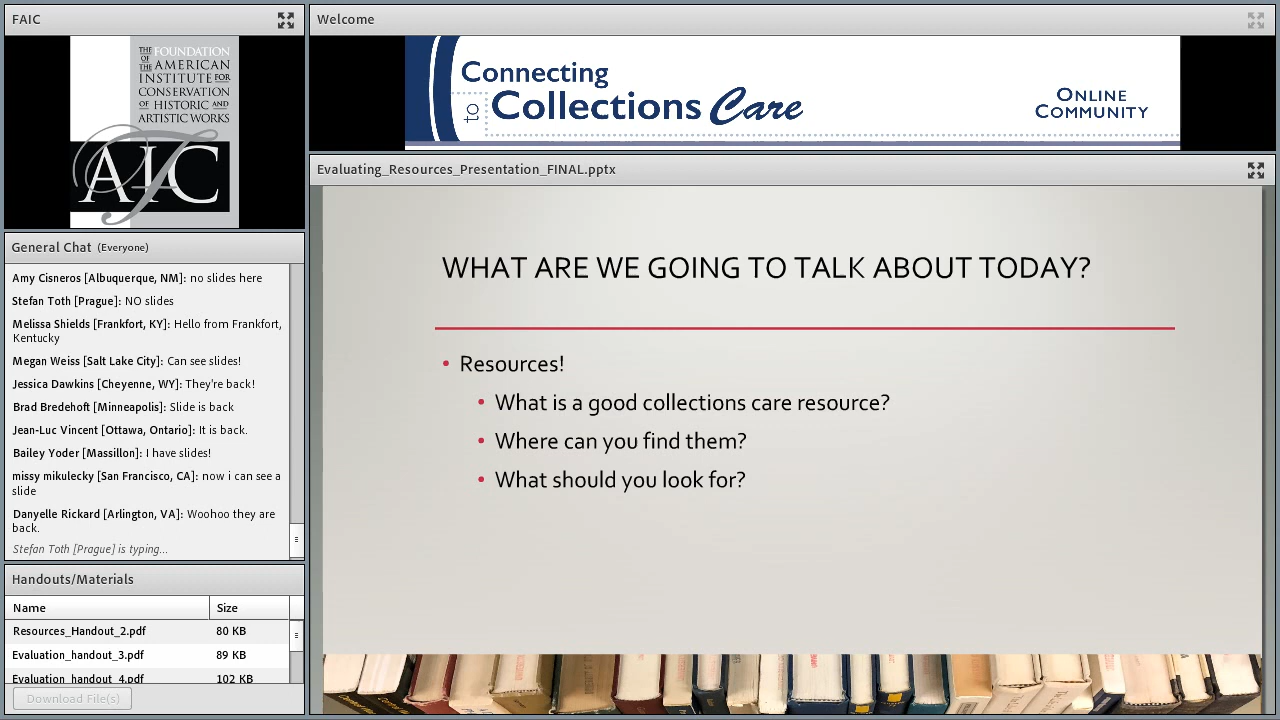 FAIC
THE FOUNDATION
OF THE AMERICAN
INSTITUTE FOR
CONSERVATION
OF HISTORIC AND
ARTISTIC WORKS
AIC
General Chat (Everyone)
Amy Cisneros [Albuquerque, NM]: no slides here
Stefan Toth [Prague]: NO slides
Melissa Shields [Frankfort, KY]: Hello from Frankfort,
Kentucky
Megan Weiss [Salt Lake City]: Can see slides!
Jessica Dawkins [Cheyenne, WY]: They're back!
Brad Bredehoft [Minneapolis]: Slide is back
Jean-Luc Vincent [Ottawa, Ontario]: It is back.
Bailey Yoder [Massillon]: I have slides!
missy mikulecky [San Francisco, CA]: now i can see a
slide
Danyelle Rickard [Arlington, VA]: Woohoo they are
back.
Stefan Toth [Prague] is typing...
Handouts/Materials
Name Size
Resources_Handout_2.pdf 80 KB
Evaluation_handout_3.pdf 89 KB
Evaluation_handout_4.pdf 102 KB
Download File(s)
Welcome
Connecting
to Collections Care
ONLINE
COMMUNITY
Evaluating_Resources_Presentation_FINAL.pptx
WHAT ARE WE GOING TO TALK ABOUT TODAY?
• Resources!
• What is a good collections care resource?
• Where can you find them?
• What should you look for?